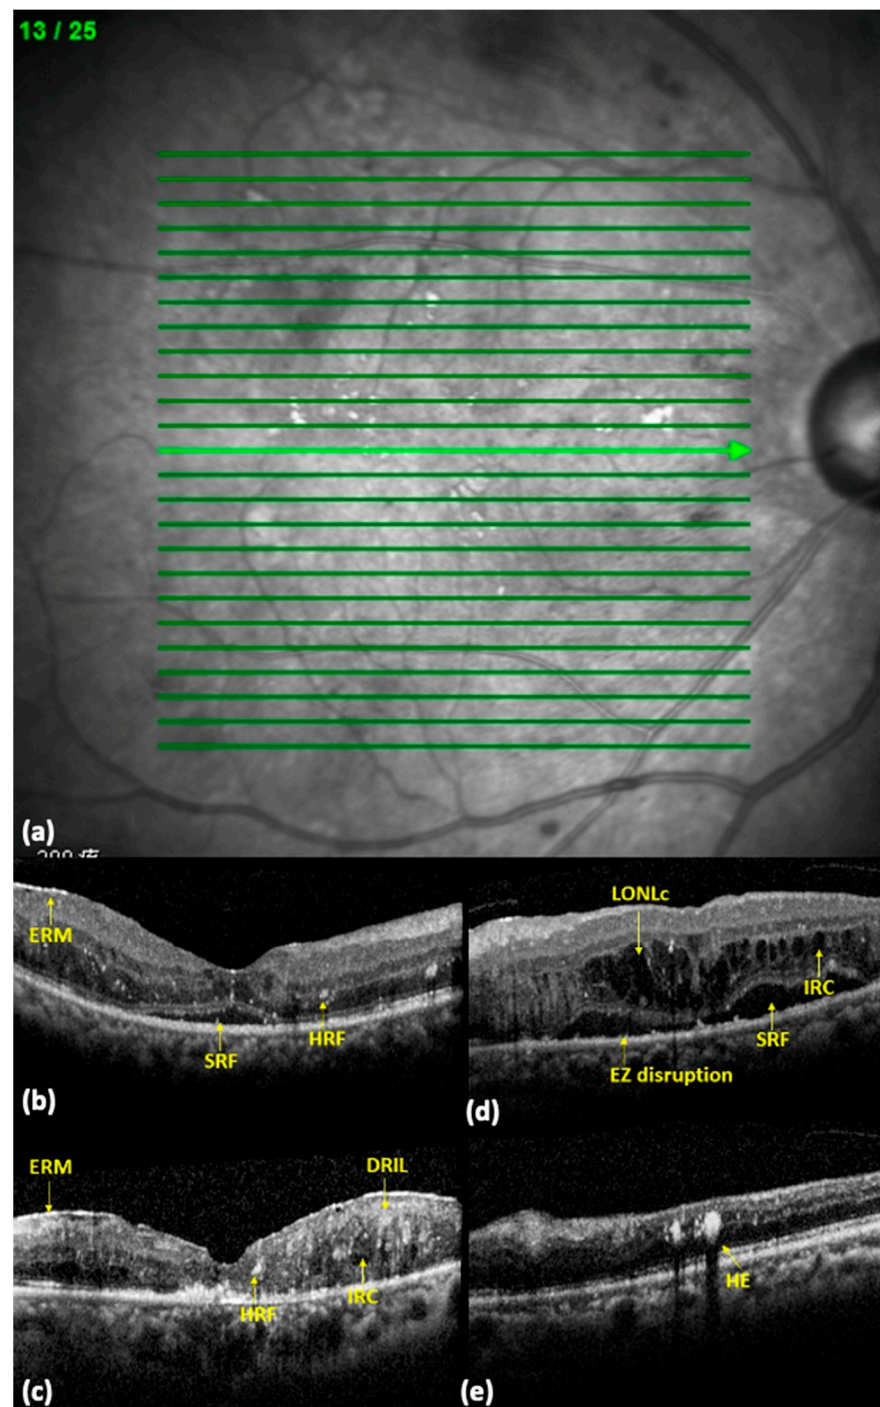 13 / 25
(a)
ERM
SRF
HRF
(b)
LONLc
IRC
SRF
EZ disruption
(d)
ERM
DRIL
HRF
IRC
(c)
HE
(e)